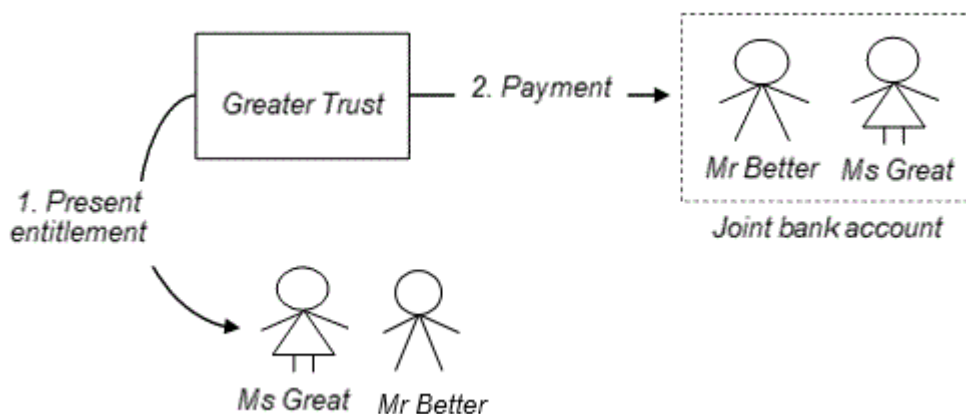 Greater Trust
2. Payment
Mr Better
Ms Great
Joint bank account
1. Present
entitlement
Ms Great
Mr Better